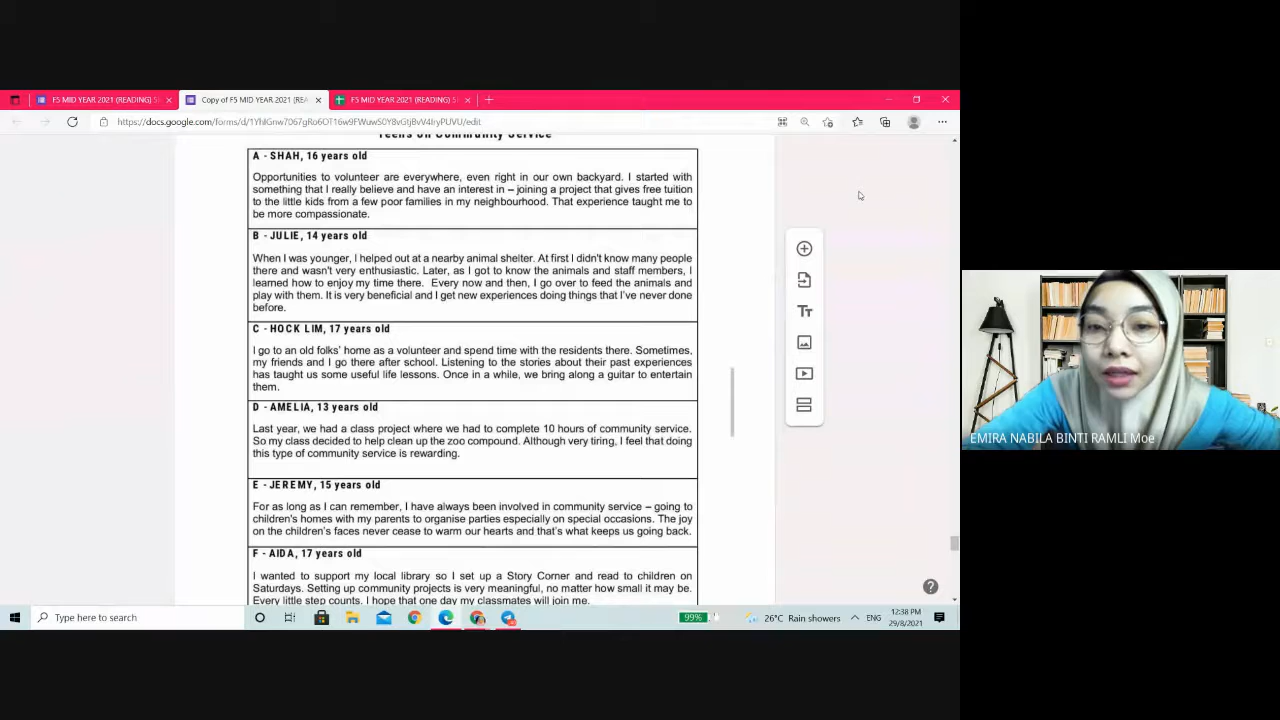 F5 MID YEAR 2021 (READING) S
Copy of F5 MID YEAR 2021 (REA
F5 MID YEAR 2021 (READING) S
Teens on Community Service
A - SHAH, 16 years old
Opportunities to volunteer are everywhere, even right in our own backyard. I started with
something that I really believe and have an interest in – joining a project that gives free tuition
to the little kids from a few poor families in my neighbourhood. That experience taught me to
be more compassionate.
B - JULIE, 14 years old
When I was younger, I helped out at a nearby animal shelter. At first I didn't know many people
there and wasn't very enthusiastic. Later, as I got to know the animals and staff members, I
learned how to enjoy my time there. Every now and then, I go over to feed the animals and
play with them. It is very beneficial and I get new experiences doing things that I've never done
before.
C - HOCK LIM, 17 years old
I go to an old folks' home as a volunteer and spend time with the residents there. Sometimes,
my friends and I go there after school. Listening to the stories about their past experiences
has taught us some useful life lessons. Once in a while, we bring along a guitar to entertain
them.
D - AMELIA, 13 years old
Last year, we had a class project where we had to complete 10 hours of community service.
So my class decided to help clean up the zoo compound. Although very tiring, I feel that doing
this type of community service is rewarding.
E - JEREMY, 15 years old
For as long as I can remember, I have always been involved in community service – going to
children's homes with my parents to organise parties especially on special occasions. The joy
on the children's faces never cease to warm our hearts and that's what keeps us going back.
F - AIDA, 17 years old
I wanted to support my local library so I set up a Story Corner and read to children on
Saturdays. Setting up community projects is very meaningful, no matter how small it may be.
Every little step counts. I hope that one day my classmates will join me.
EMIRA NABILA BINTI RAMLI Moe
Type here to search
99%
26°C Rain showers
ENG
12:38 PM
29/8/2021